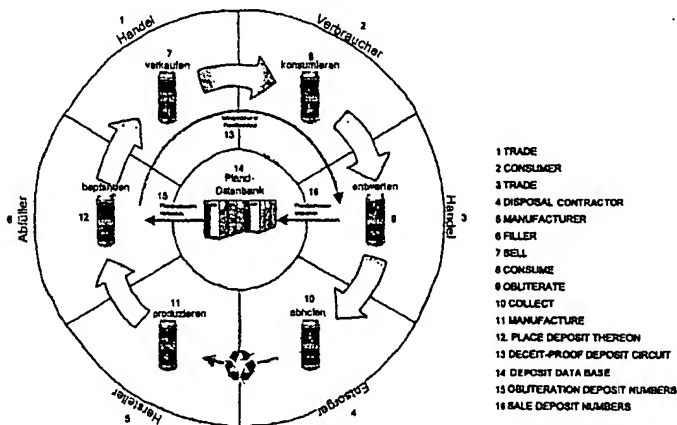 1
Handel
2
Verbraucher
7
verkaufen
8
konsumieren
13
14
Pfand-
Datenbank
bepfanden
12
15
16
entwerten
9
6
Abfüller
Handel
3
11
produzieren
10
abholen
5
Hersteller
Entsorger
4
1 TRADE
2 CONSUMER
3 TRADE
4 DISPOSAL CONTRACTOR
5 MANUFACTURER
6 FILLER
7 SELL
8 CONSUME
9 OBLITERATE
10 COLLECT
11 MANUFACTURE
12. PLACE DEPOSIT THEREON
13 DECEIT-PROOF DEPOSIT CIRCUIT
14 DEPOSIT DATA BASE
15 OBLITERATION DEPOSIT NUMBERS
16 SALE DEPOSIT NUMBERS